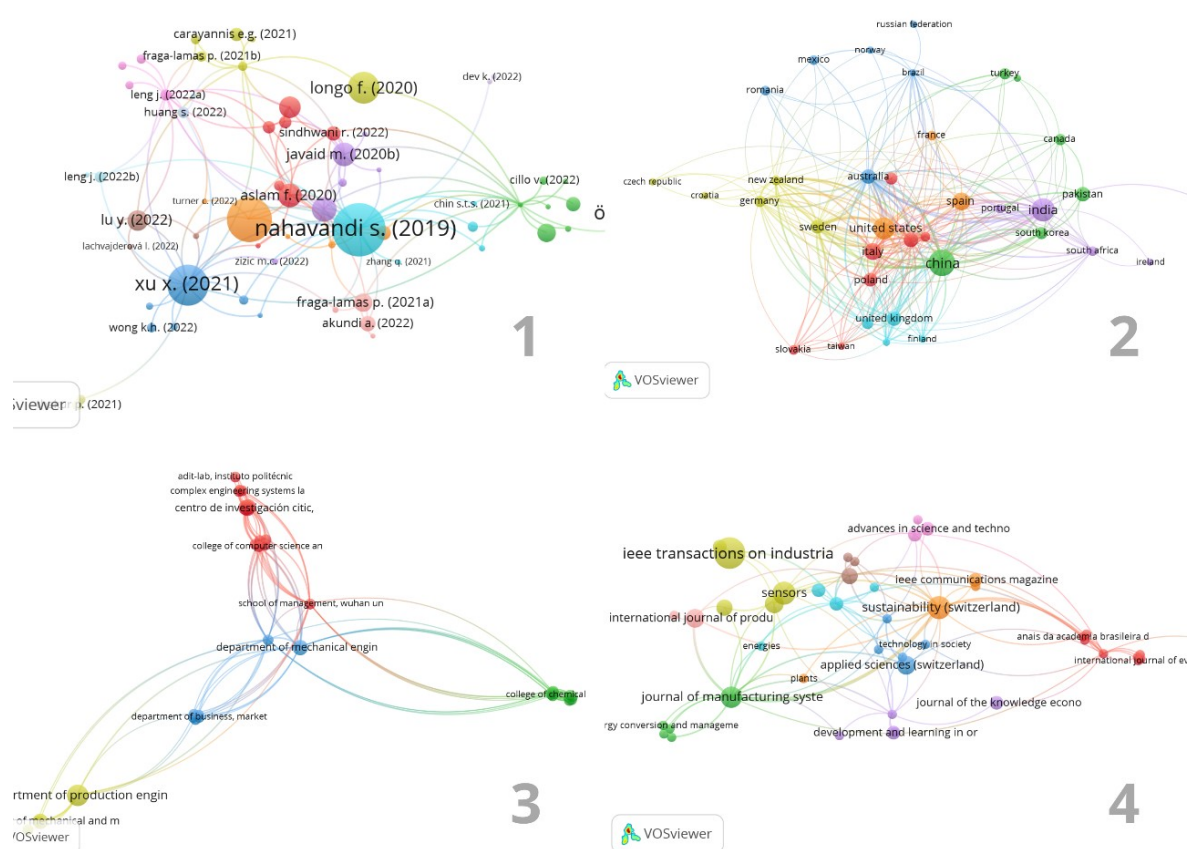 carayannis e.g. (2021)
fraga-lamas p. (2021b)
longo f. (2020)
dev k. (2022)
leng j. (2022a)
huang s. (2022)
sindhwani r. (2022)
javaid m. (2020b)
leng j. (2022b)
cillo v. (2022)
turner c. (2022)
aslam f. (2020)
chin s.t.s. (2021)
lu y. (2022)
nahavandi s. (2019)
ö
lachvajderová l. (2022)
zizic m.c. (2022)
zhang q. (2021)
xu x. (2021)
fraga-lamas p. (2021a)
wong k.h. (2022)
akundi a. (2022)
1
sviewer
p. (2021)
russian federation
norway
mexico
brazil
turkey
romania
france
canada
czech republic
new zealand
australia
croatia
germany
spain
portugal
india
pakistan
sweden
united states
south korea
italy
china
south africa
ireland
poland
united kingdom
slovakia
taiwan
finland
2
VOSviewer
adit-lab, instituto politécnic
complex engineering systems la
centro de investigación citic,
college of computer science an
school of management, wuhan un
department of mechanical engin
college of chemical
department of business, market
rtment of production engin
of mechanical and m
VOSviewer
3
advances in science and techno
ieee transactions on industria
ieee communications magazine
sensors
sustainability (switzerland)
international journal of produ
anais da academia brasileira d
energies
technology in society
international journal of ev
applied sciences (switzerland)
plants
journal of manufacturing syste
journal of the knowledge econo
rgy conversion and manageme
development and learning in or
4
VOSviewer